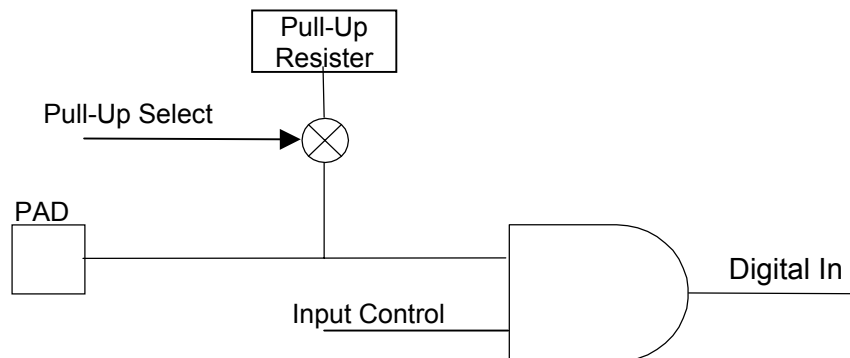 Pull-Up
Resister
Pull-Up Select
PAD
Digital In
Input Control